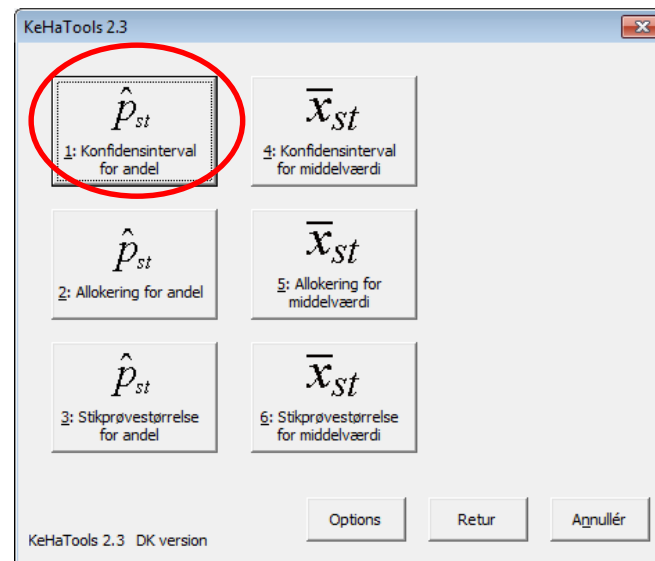 KeHaTools 2.3
p̂st
1: Konfidensinterval
for andel
x̅st
4: Konfidensinterval
for middelværdi
p̂st
2: Allokering for andel
x̅st
5: Allokering for
middelværdi
p̂st
3: Stikprøvestørrelse
for andel
x̅st
6: Stikprøvestørrelse
for middelværdi
Options
Retur
Annullér
KeHaTools 2.3 DK version